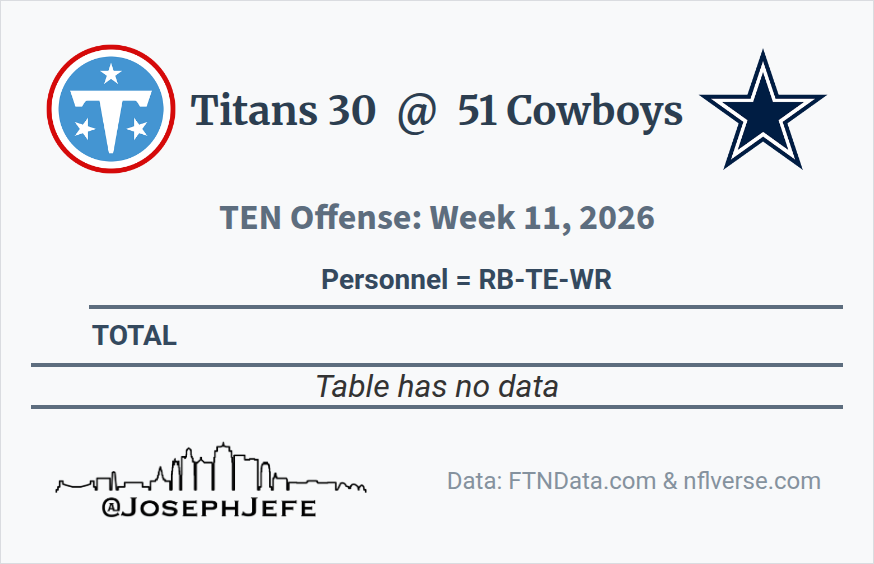 Titans 30 @ 51 Cowboys
TEN Offense: Week 11, 2026
Personnel = RB-TE-WR
TOTAL
Table has no data
@JOSEPHJEFE
Data: FTNData.com & nflverse.com